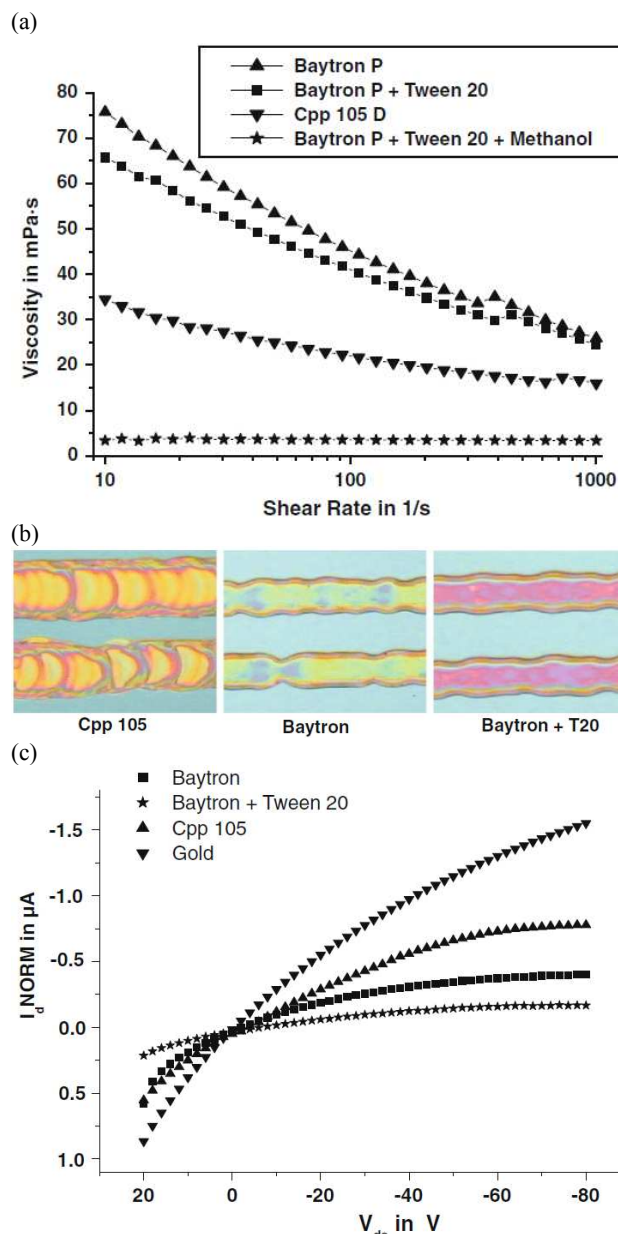 (a)
Baytron P
Baytron P + Tween 20
Cpp 105 D
Baytron P + Tween 20 + Methanol
80
70
60
50
40
30
20
10
0
Viscosity in mPa·s
10
100
1000
Shear Rate in 1/s
(b)
Cpp 105
Baytron
Baytron + T20
(c)
Baytron
Baytron + Tween 20
Cpp 105
Gold
-1.5
-1.0
-0.5
0.0
0.5
1.0
I_d NORM in µA
20
0
-20
-40
-60
-80
V_ds in V